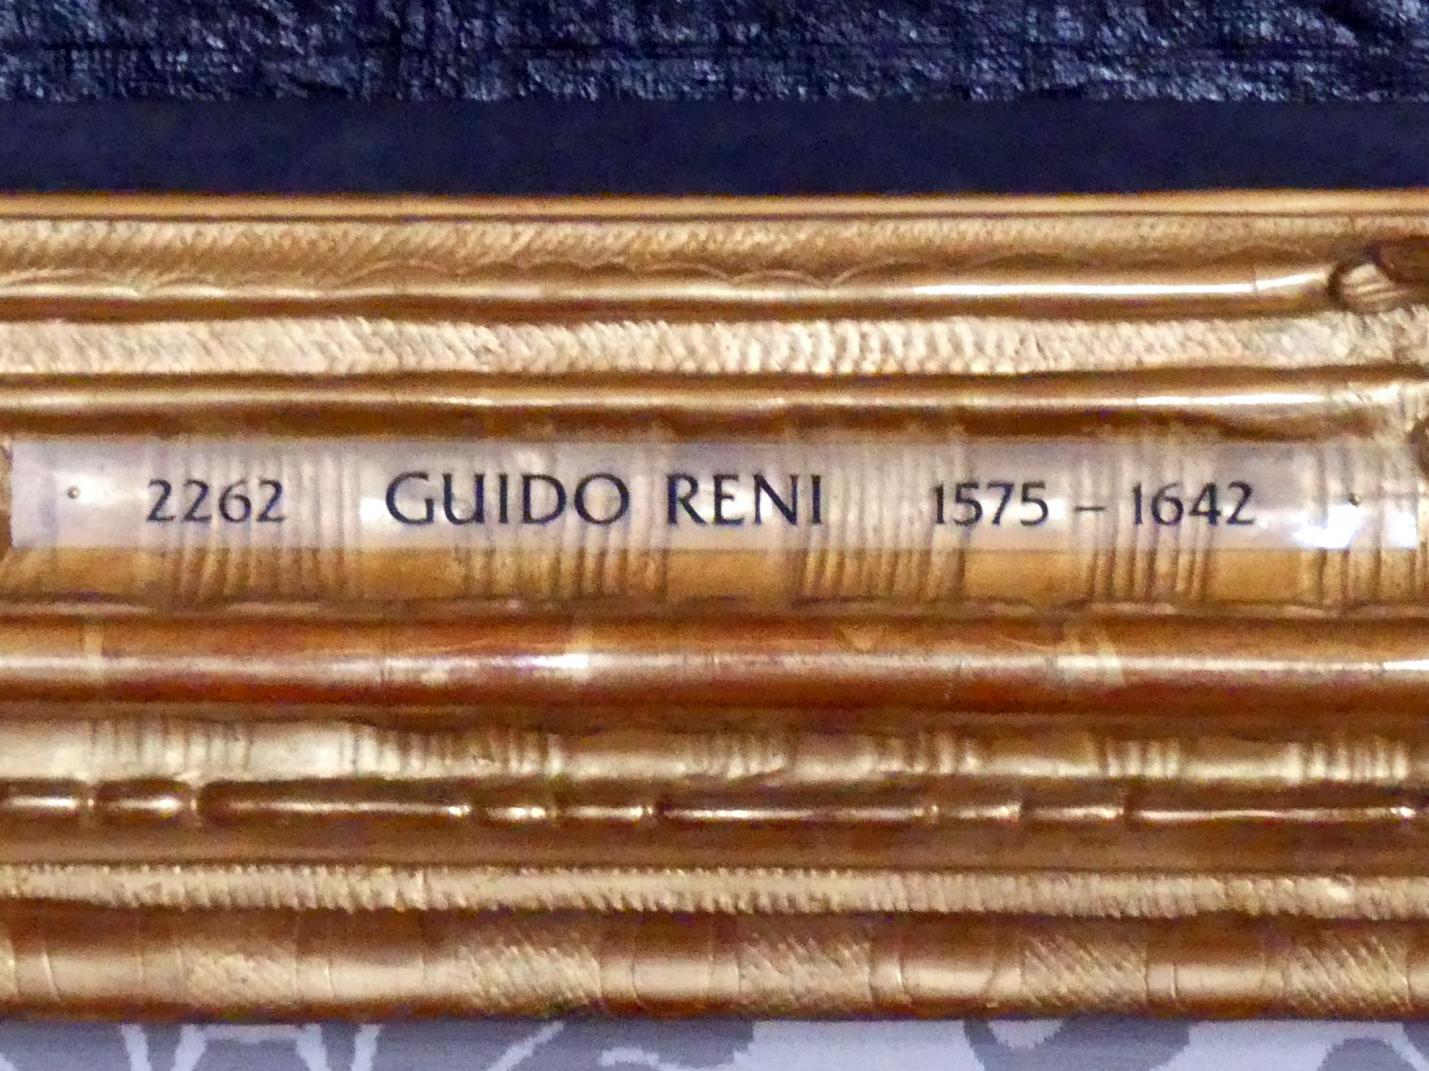 2262 GUIDO RENI 1575 – 1642